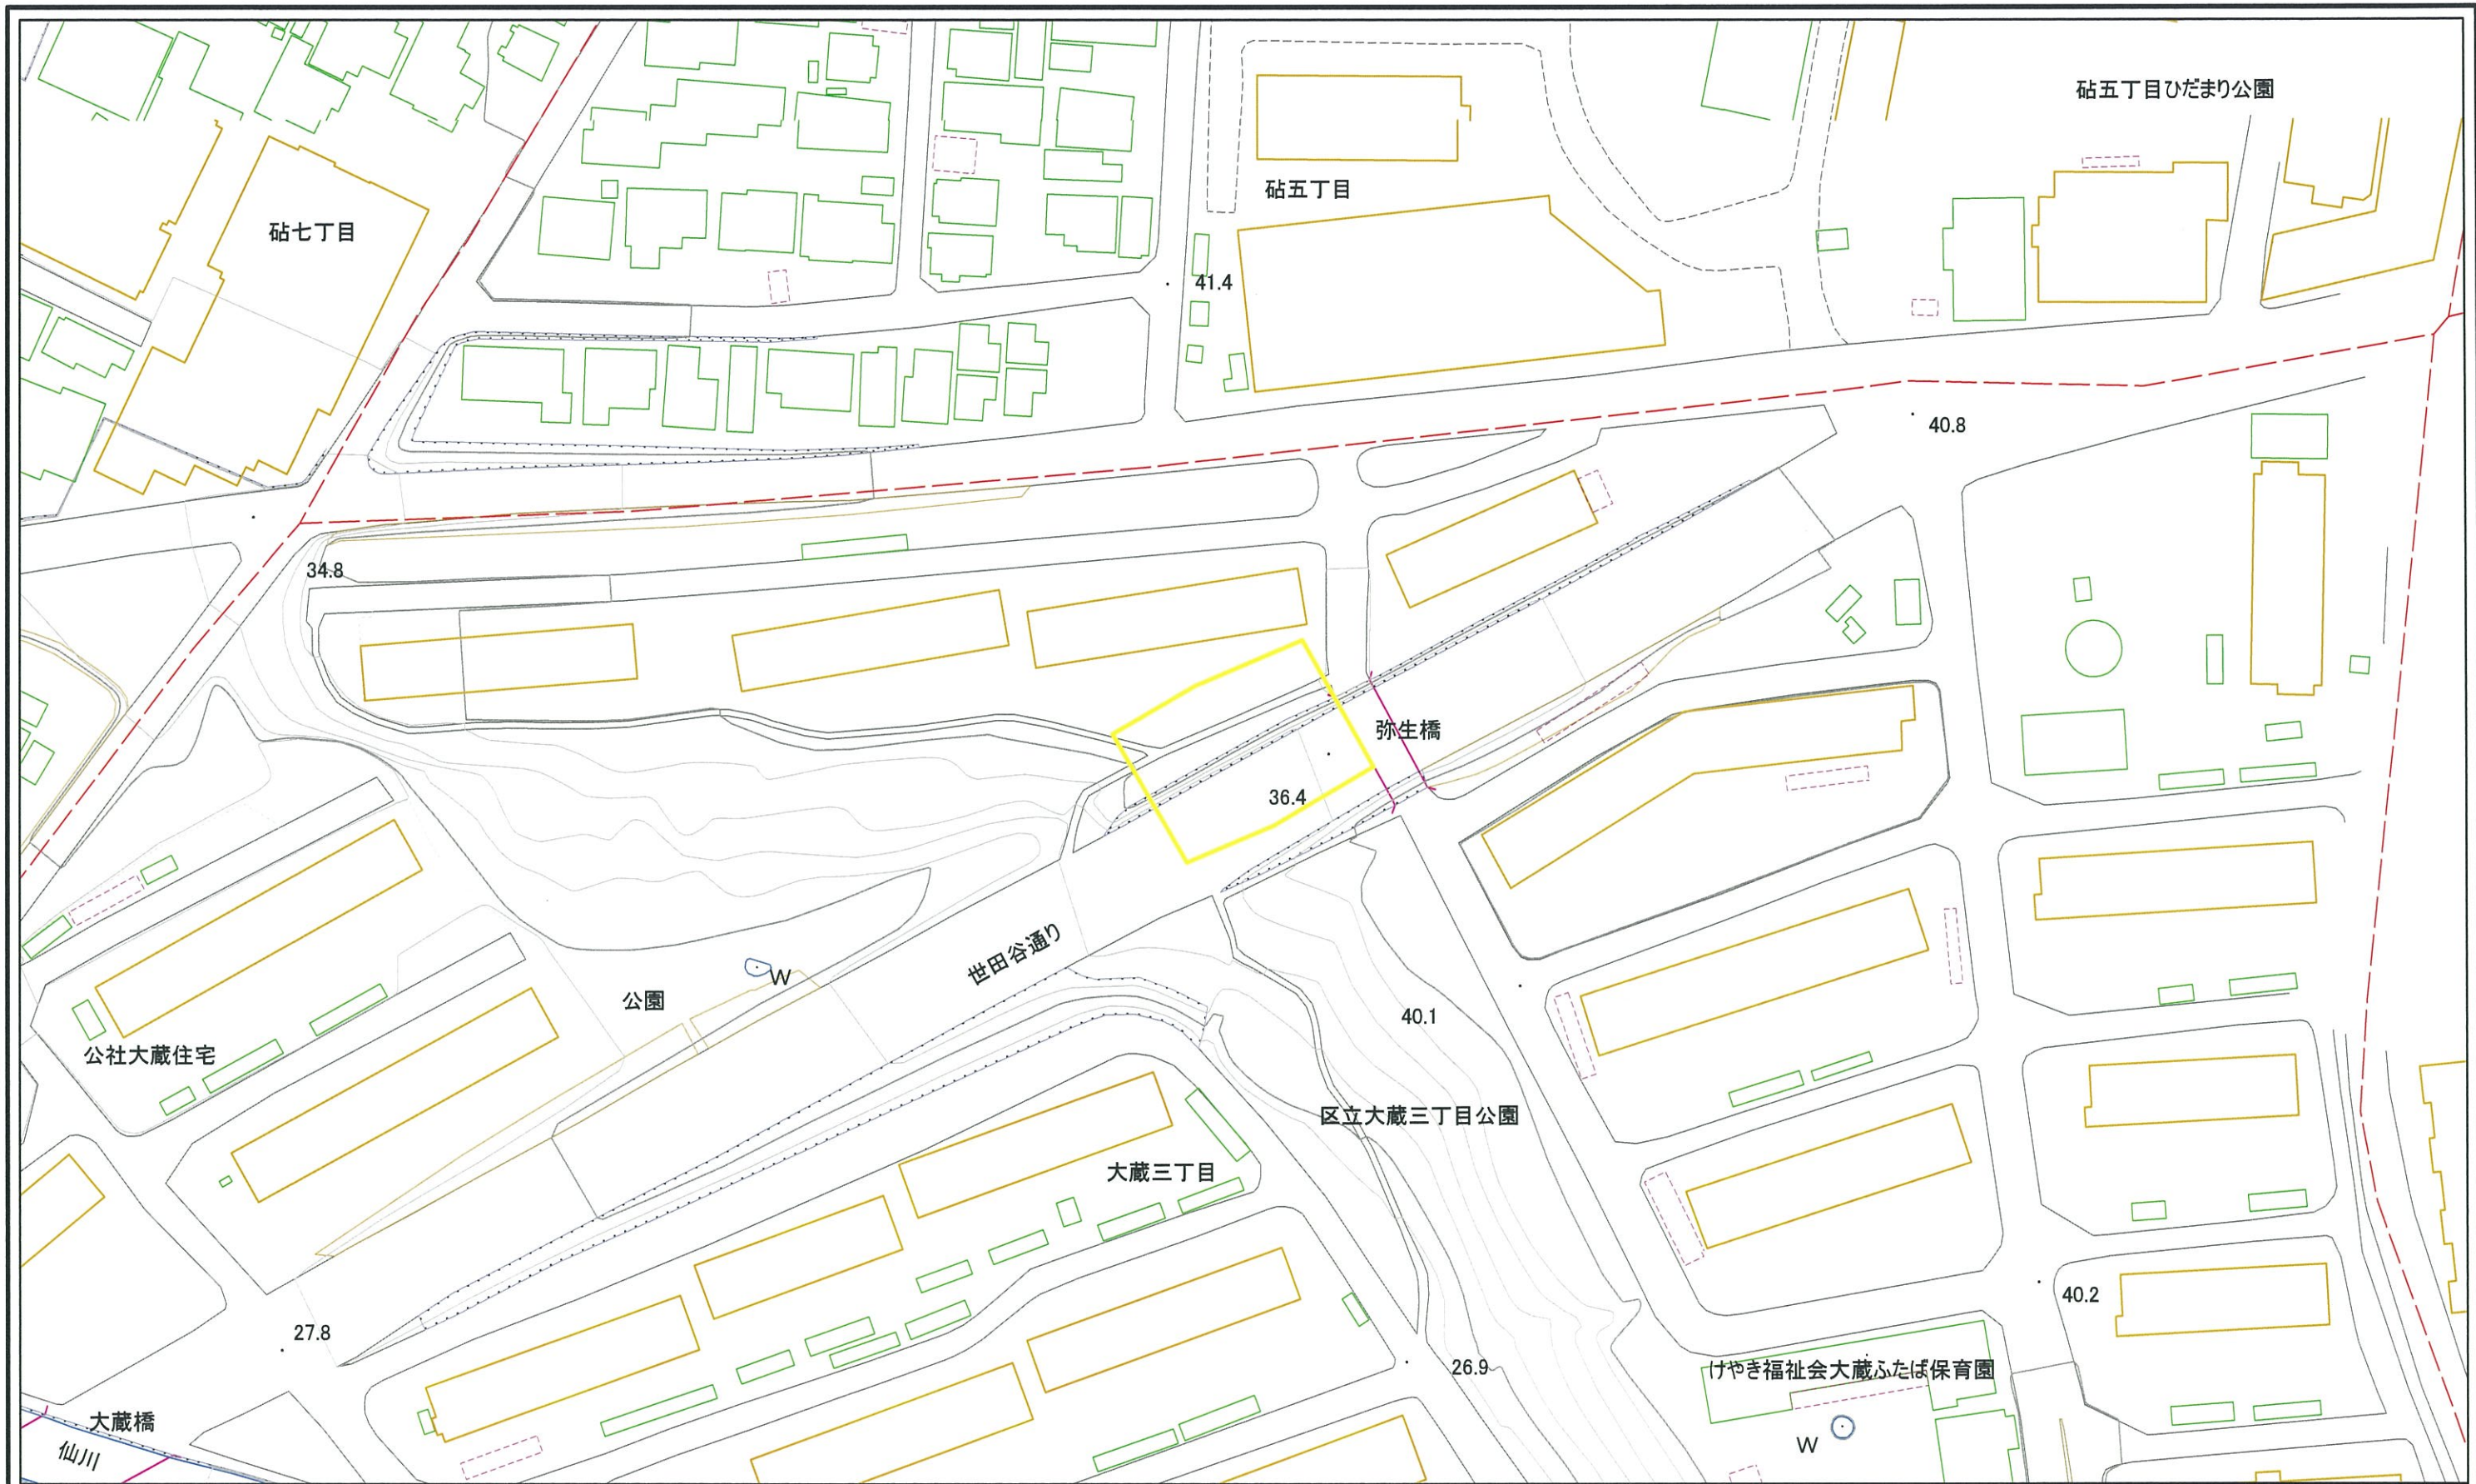 砧五丁目ひだまり公園
砧五丁目
砧七丁目
41.4
40.8
34.8
弥生橋
36.4
世田谷通り
W
公園
40.1
公社大蔵住宅
区立大蔵三丁目公園
大蔵三丁目
40.2
27.8
26.9
けやき福祉会大蔵ふたば保育園
大蔵橋
仙川
W